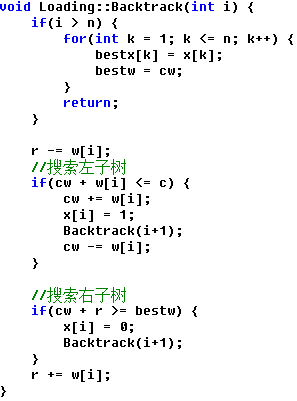 void Loading::Backtrack(int i) {
    if(i > n) {
        for(int k = 1; k <= n; k++) {
            bestx[k] = x[k];
            bestw = cw;
        }
        return;
    }

    r -= w[i];
    //搜索左子树
    if(cw + w[i] <= c) {
        cw += w[i];
        x[i] = 1;
        Backtrack(i+1);
        cw -= w[i];
    }

    //搜索右子树
    if(cw + r >= bestw) {
        x[i] = 0;
        Backtrack(i+1);
    }
    r += w[i];
}